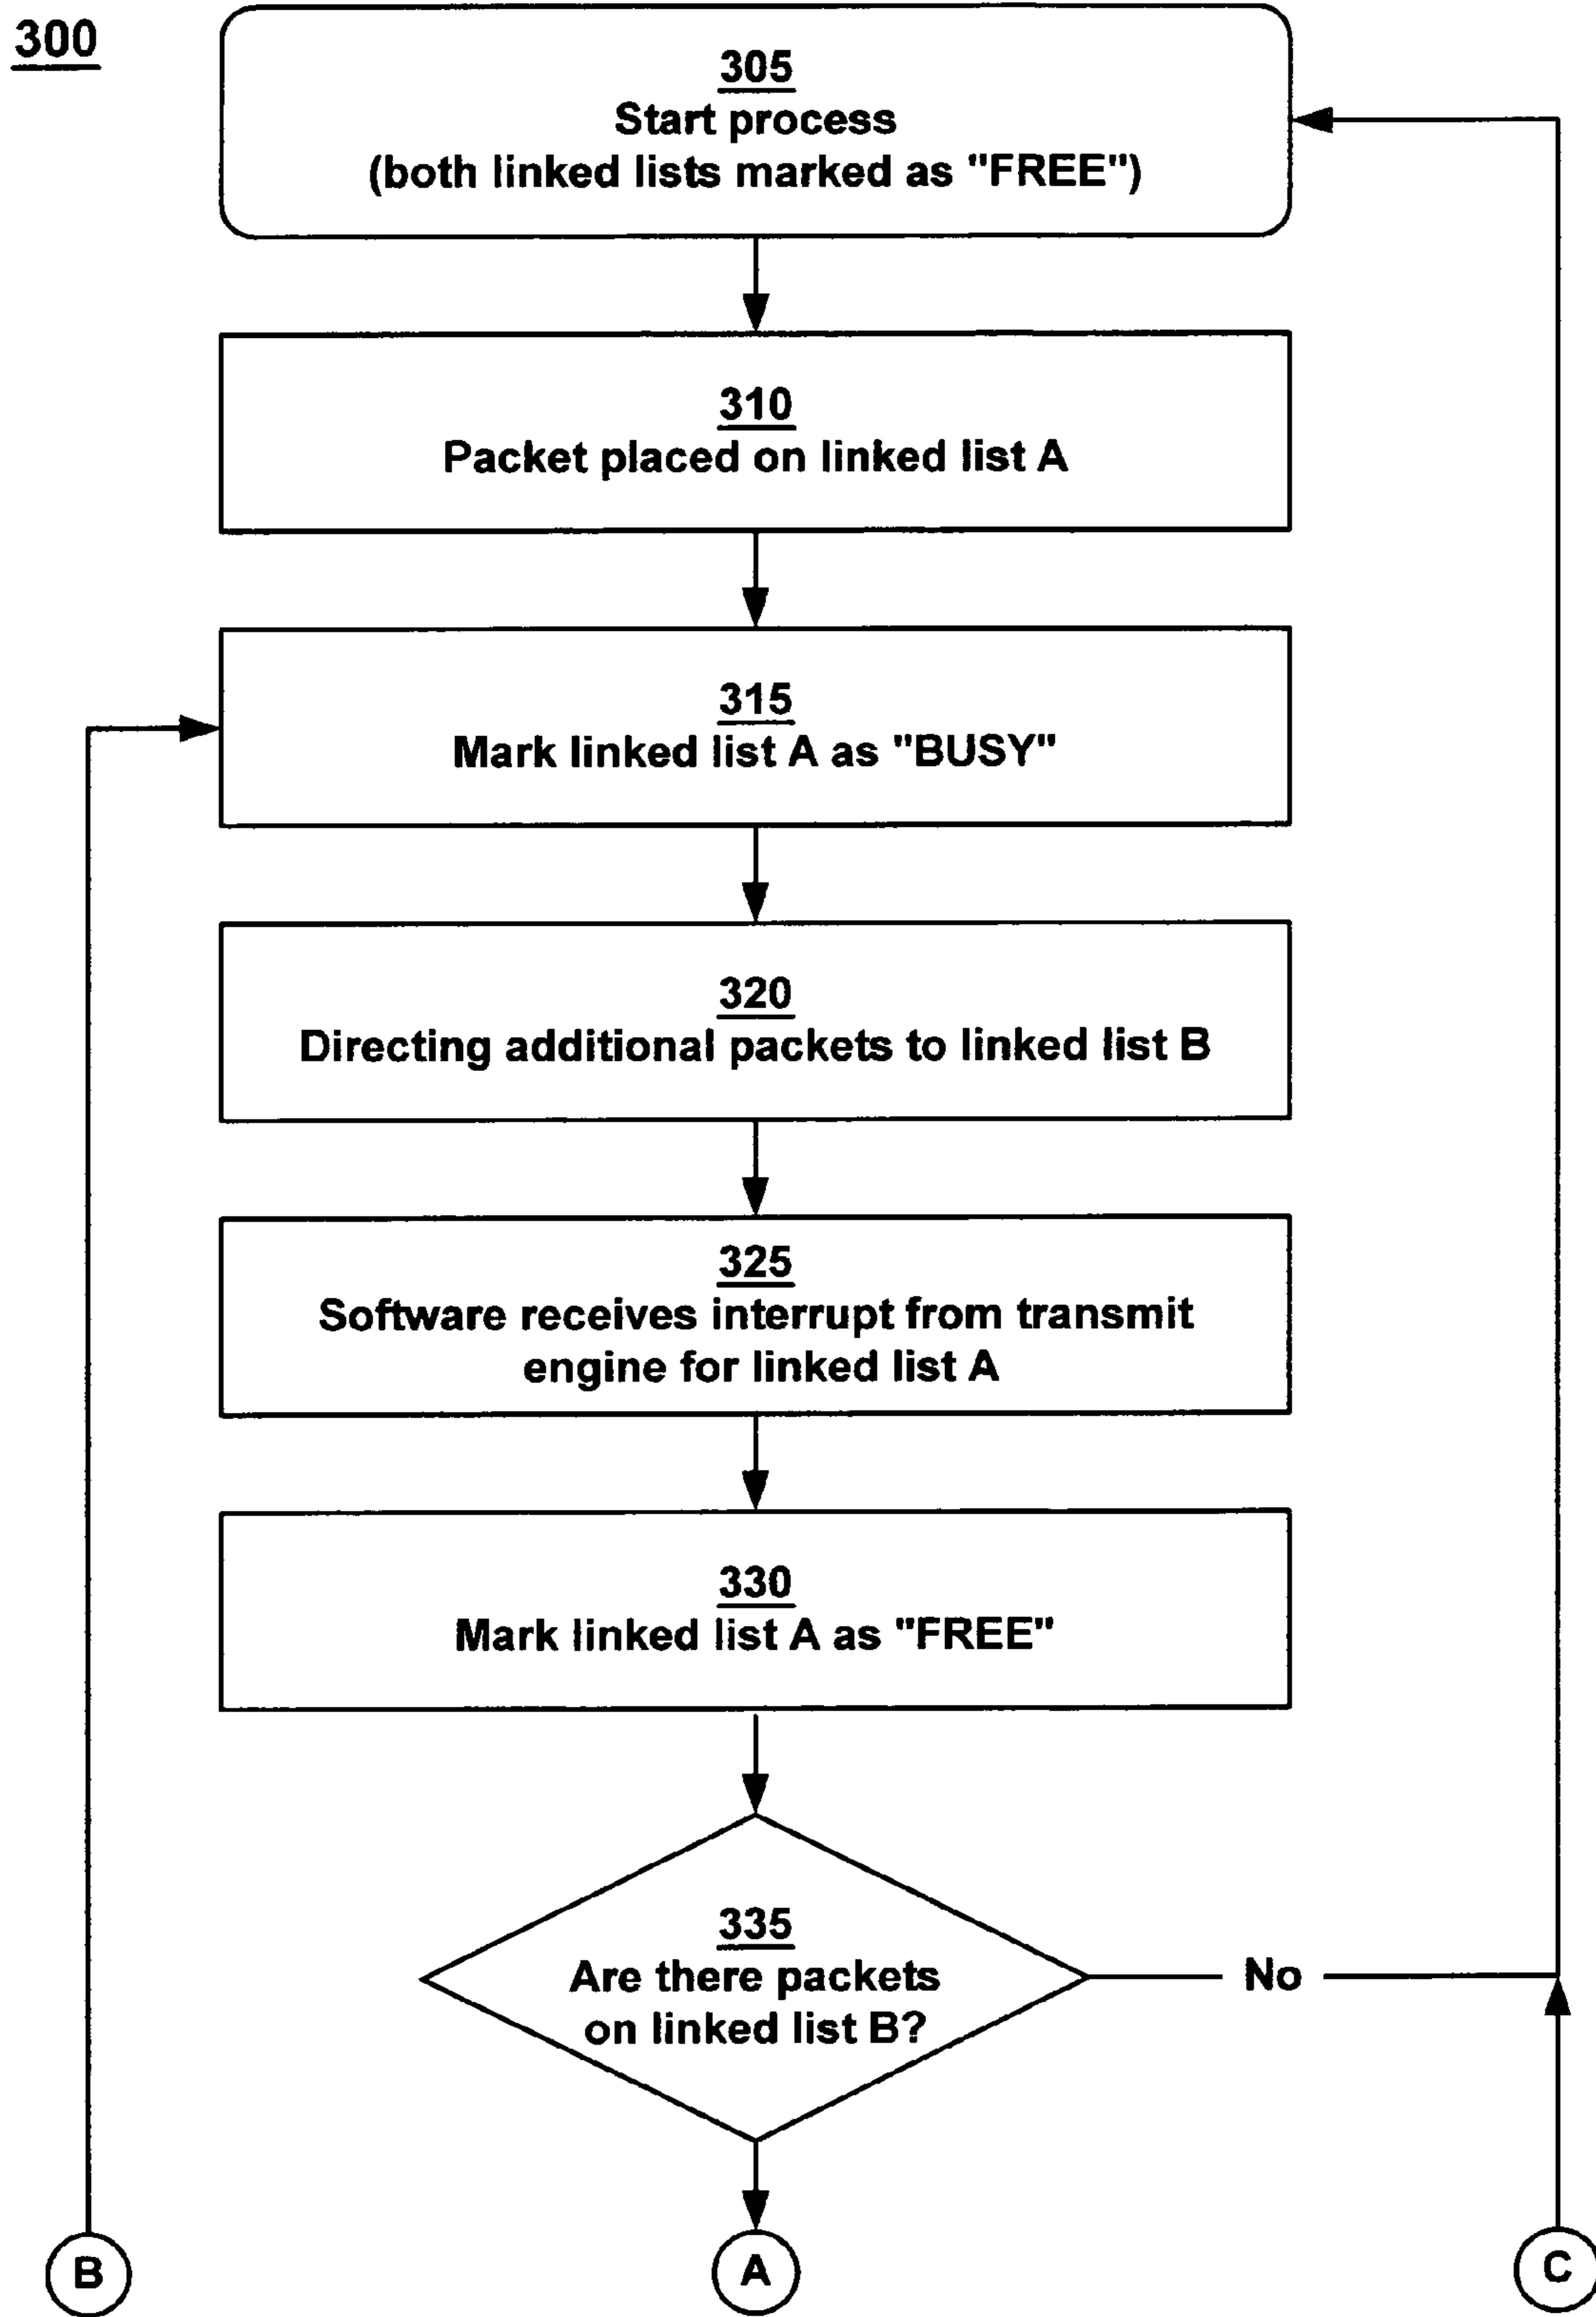 300
305
Start process
(both linked lists marked as "FREE")
310
Packet placed on linked list A
315
Mark linked list A as "BUSY"
320
Directing additional packets to linked list B
325
Software receives interrupt from transmit
engine for linked list A
330
Mark linked list A as "FREE"
335
Are there packets
on linked list B?
No
B
A
C